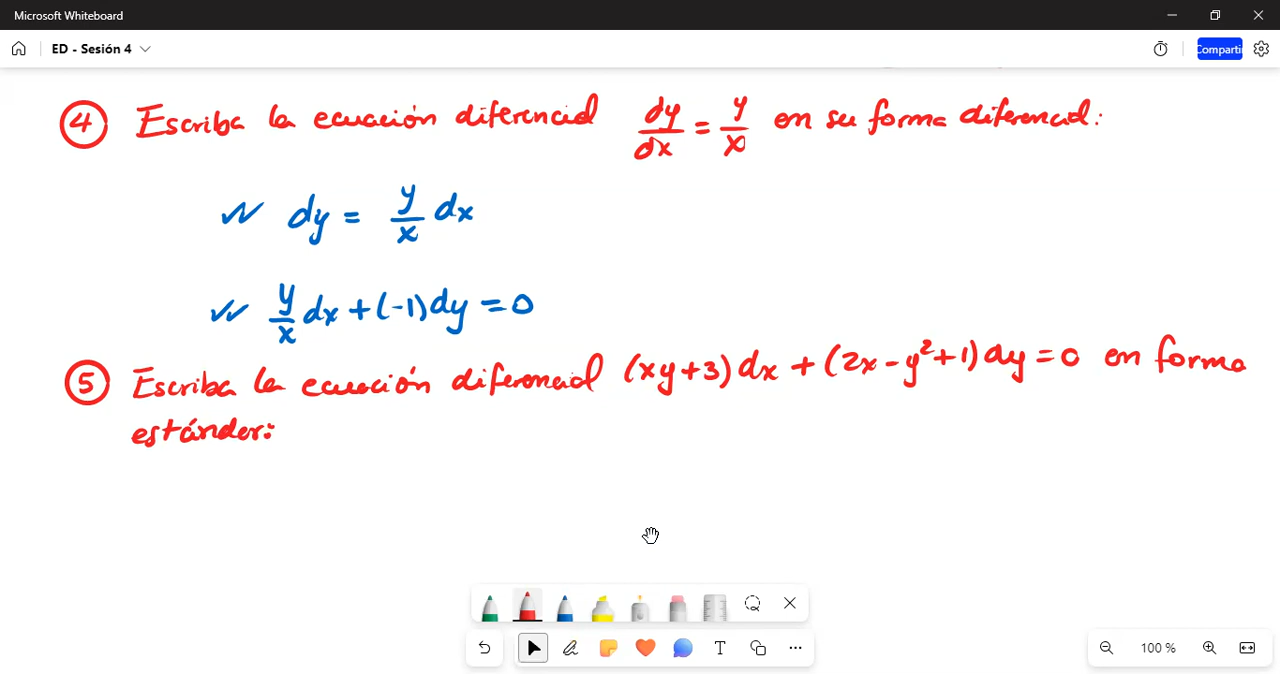 Microsoft Whiteboard
ED - Sesión 4
Comparti
④ Escriba la ecuación diferencial dy/dx = y/x en su forma diferencial:
dy = y/x dx
y/x dx + (-1) dy = 0
⑤ Escriba la ecuación diferencial (xy+3) dx + (2x - y² + 1) dy = 0 en forma
estándar:
T
100 %